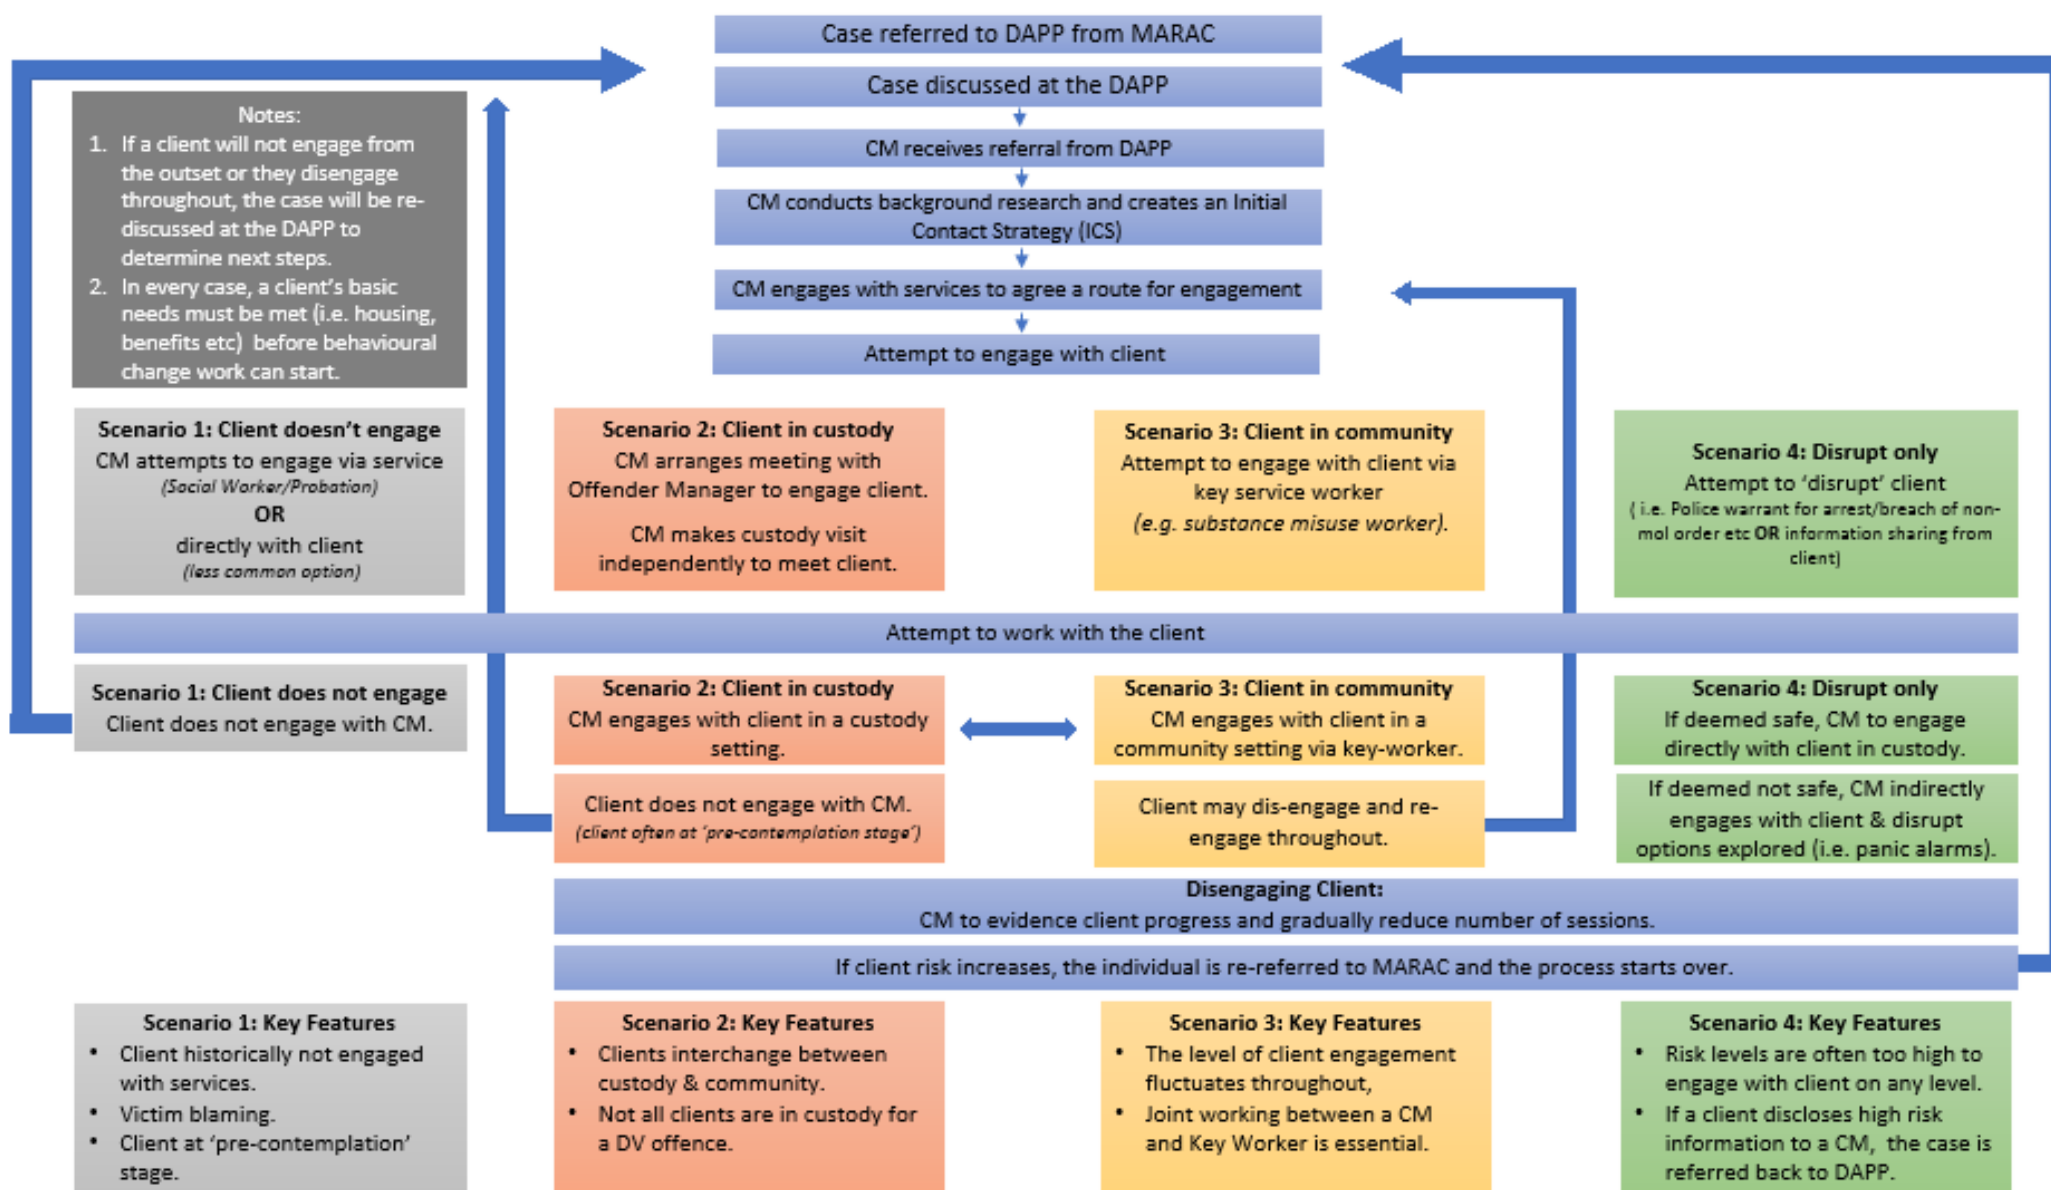 Case referred to DAPP from MARAC
Case discussed at the DAPP
CM receives referral from DAPP
CM conducts background research and creates an Initial
Contact Strategy (ICS)
CM engages with services to agree a route for engagement
Attempt to engage with client
Notes:
1. If a client will not engage from
the outset or they disengage
throughout, the case will be re-
discussed at the DAPP to
determine next steps.
2. In every case, a client's basic
needs must be met (i.e. housing,
benefits etc) before behavioural
change work can start.
Scenario 1: Client doesn't engage
CM attempts to engage via service
(Social Worker/Probation)
OR
directly with client
(less common option)
Scenario 2: Client in custody
CM arranges meeting with
Offender Manager to engage client.
CM makes custody visit
independently to meet client.
Scenario 3: Client in community
Attempt to engage with client via
key service worker
(e.g. substance misuse worker).
Scenario 4: Disrupt only
Attempt to 'disrupt' client
( i.e. Police warrant for arrest/breach of non-
mol order etc OR information sharing from
client)
Attempt to work with the client
Scenario 1: Client does not engage
Client does not engage with CM.
Scenario 2: Client in custody
CM engages with client in a custody
setting.
Client does not engage with CM.
(client often at 'pre-contemplation stage')
Scenario 3: Client in community
CM engages with client in a
community setting via key-worker.
Client may dis-engage and re-
engage throughout.
Scenario 4: Disrupt only
If deemed safe, CM to engage
directly with client in custody.
If deemed not safe, CM indirectly
engages with client & disrupt
options explored (i.e. panic alarms).
Disengaging Client:
CM to evidence client progress and gradually reduce number of sessions.
If client risk increases, the individual is re-referred to MARAC and the process starts over.
Scenario 1: Key Features
• Client historically not engaged
with services.
• Victim blaming.
• Client at 'pre-contemplation'
stage.
Scenario 2: Key Features
• Clients interchange between
custody & community.
• Not all clients are in custody for
a DV offence.
Scenario 3: Key Features
• The level of client engagement
fluctuates throughout,
• Joint working between a CM
and Key Worker is essential.
Scenario 4: Key Features
• Risk levels are often too high to
engage with client on any level.
• If a client discloses high risk
information to a CM, the case is
referred back to DAPP.